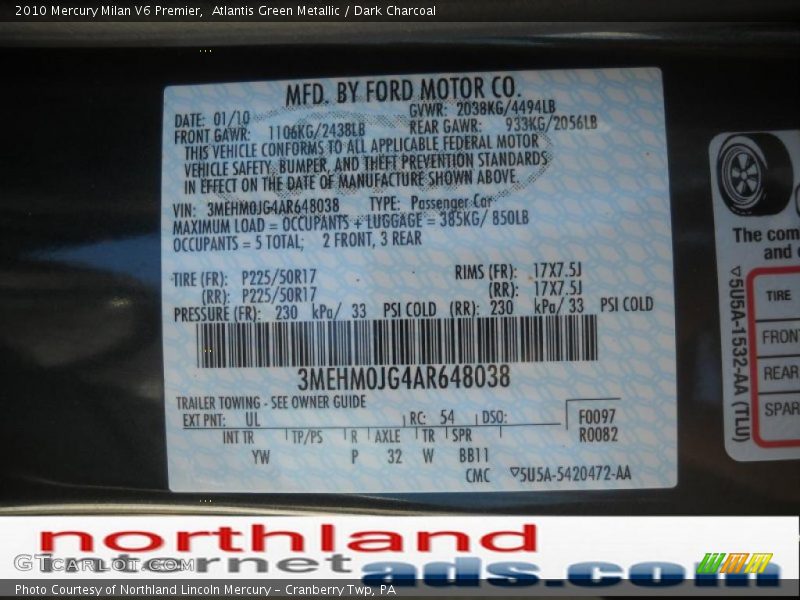 2010 Mercury Milan V6 Premier,  Atlantis Green Metallic / Dark Charcoal
MFD. BY FORD MOTOR CO.
DATE: 01/10
GVWR: 2038KG/4494LB
FRONT GAWR: 1106KG/2438LB
REAR GAWR: 933KG/2056LB
THIS VEHICLE CONFORMS TO ALL APPLICABLE FEDERAL MOTOR
VEHICLE SAFETY, BUMPER, AND THEFT PREVENTION STANDARDS
IN EFFECT ON THE DATE OF MANUFACTURE SHOWN ABOVE.
VIN: 3MEHM0JG4AR648038 TYPE: Passenger Car
MAXIMUM LOAD = OCCUPANTS + LUGGAGE = 385KG/ 850LB
OCCUPANTS = 5 TOTAL; 2 FRONT, 3 REAR
TIRE (FR): P225/50R17 RIMS (FR): 17X7.5J
(RR): P225/50R17 (RR): 17X7.5J
PRESSURE (FR): 230 kPa/ 33 PSI COLD (RR): 230 kPa/ 33 PSI COLD
3MEHM0JG4AR648038
TRAILER TOWING - SEE OWNER GUIDE
EXT PNT: UL RC: 54 DSO:
F0097
R0082
INT TR TP/PS R AXLE TR SPR
YW P 32 W BB11
CMC ▽5U5A-5420472-AA
The com
and
▽5U5A-1532-AA (TLU)
TIRE
FRONT
REAR
SPAR
northland
internet
ads.com
GTCARLOT.COM
Photo Courtesy of Northland Lincoln Mercury – Cranberry Twp, PA